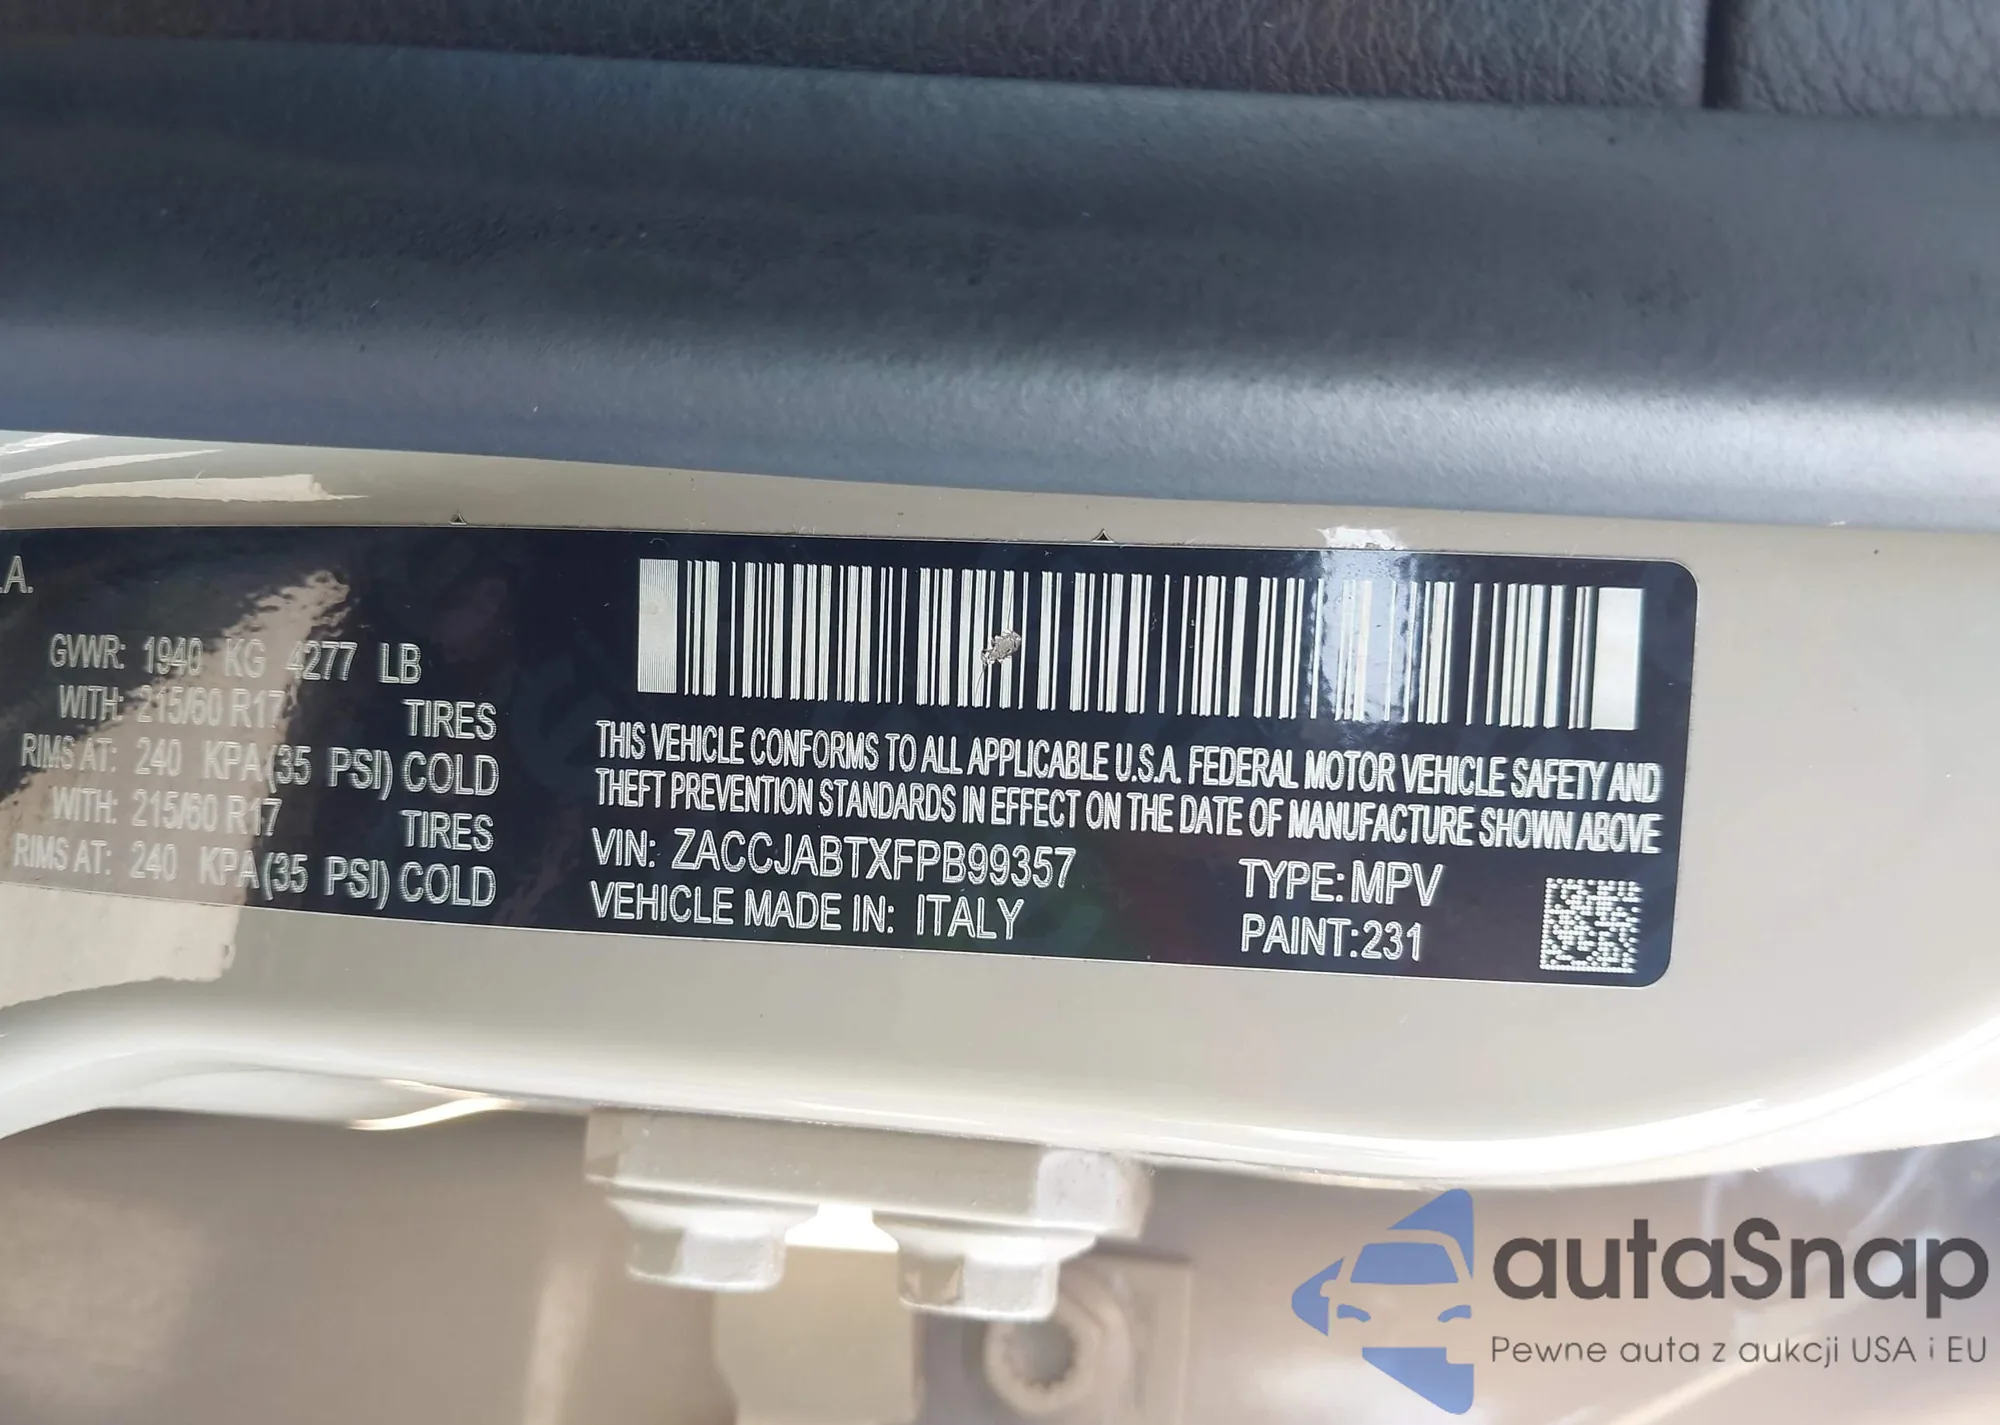 .A.
GVWR: 1940 KG 4277 LB
WITH: 215/60 R17 TIRES
RIMS AT: 240 KPA(35 PSI) COLD
WITH: 215/60 R17 TIRES
RIMS AT: 240 KPA(35 PSI) COLD
THIS VEHICLE CONFORMS TO ALL APPLICABLE U.S.A. FEDERAL MOTOR VEHICLE SAFETY AND
THEFT PREVENTION STANDARDS IN EFFECT ON THE DATE OF MANUFACTURE SHOWN ABOVE
VIN: ZACCJABTXFPB99357
TYPE: MPV
VEHICLE MADE IN: ITALY
PAINT:231
autaSnap
Pewne auta z aukcji USA i EU